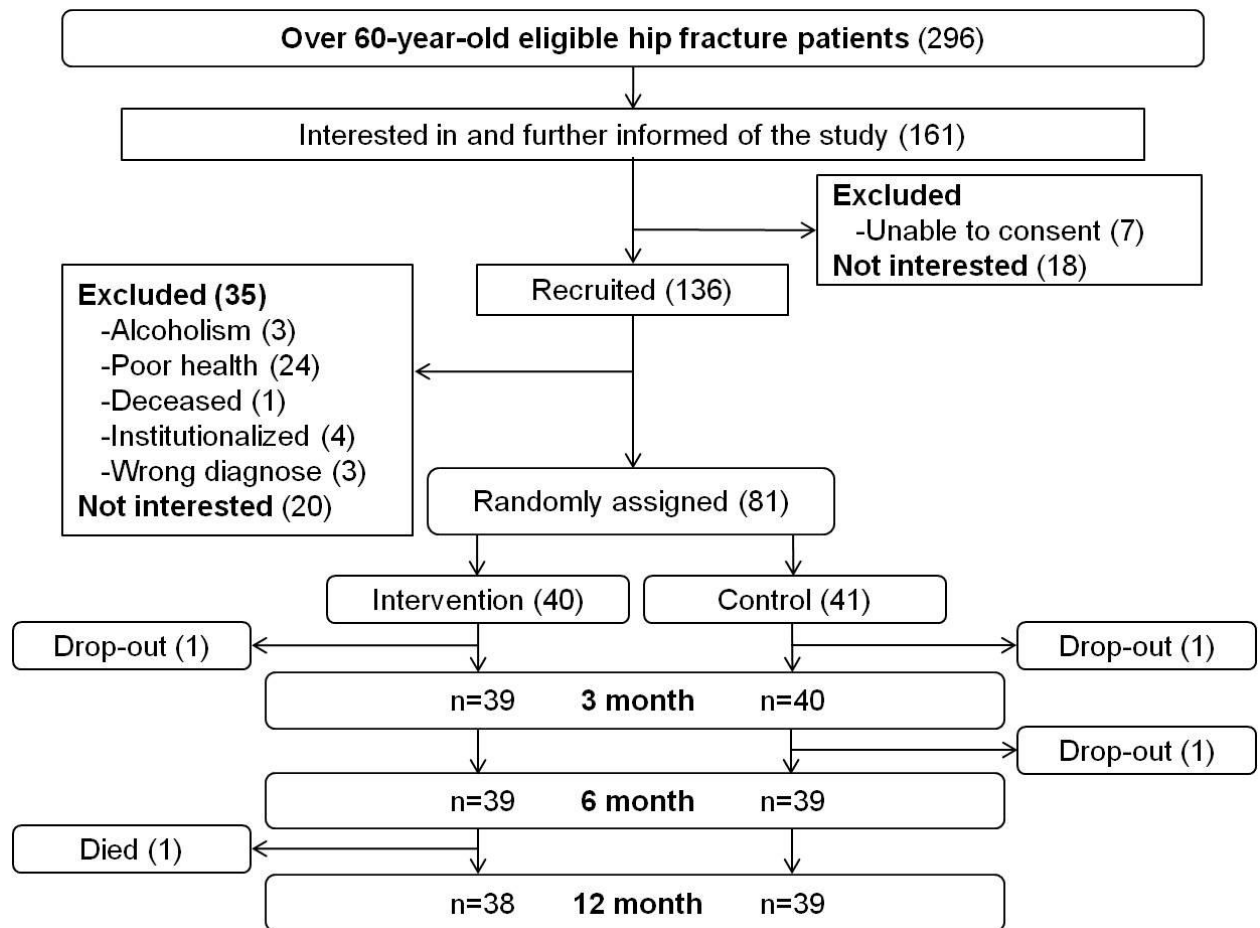 Over 60-year-old eligible hip fracture patients (296)
Interested in and further informed of the study (161)
Excluded
-Unable to consent (7)
Not interested (18)
Recruited (136)
Excluded (35)
-Alcoholism (3)
-Poor health (24)
-Deceased (1)
-Institutionalized (4)
-Wrong diagnose (3)
Not interested (20)
Randomly assigned (81)
Intervention (40)
Control (41)
Drop-out (1)
Drop-out (1)
n=39 3 month n=40
Drop-out (1)
n=39 6 month n=39
Died (1)
n=38 12 month n=39